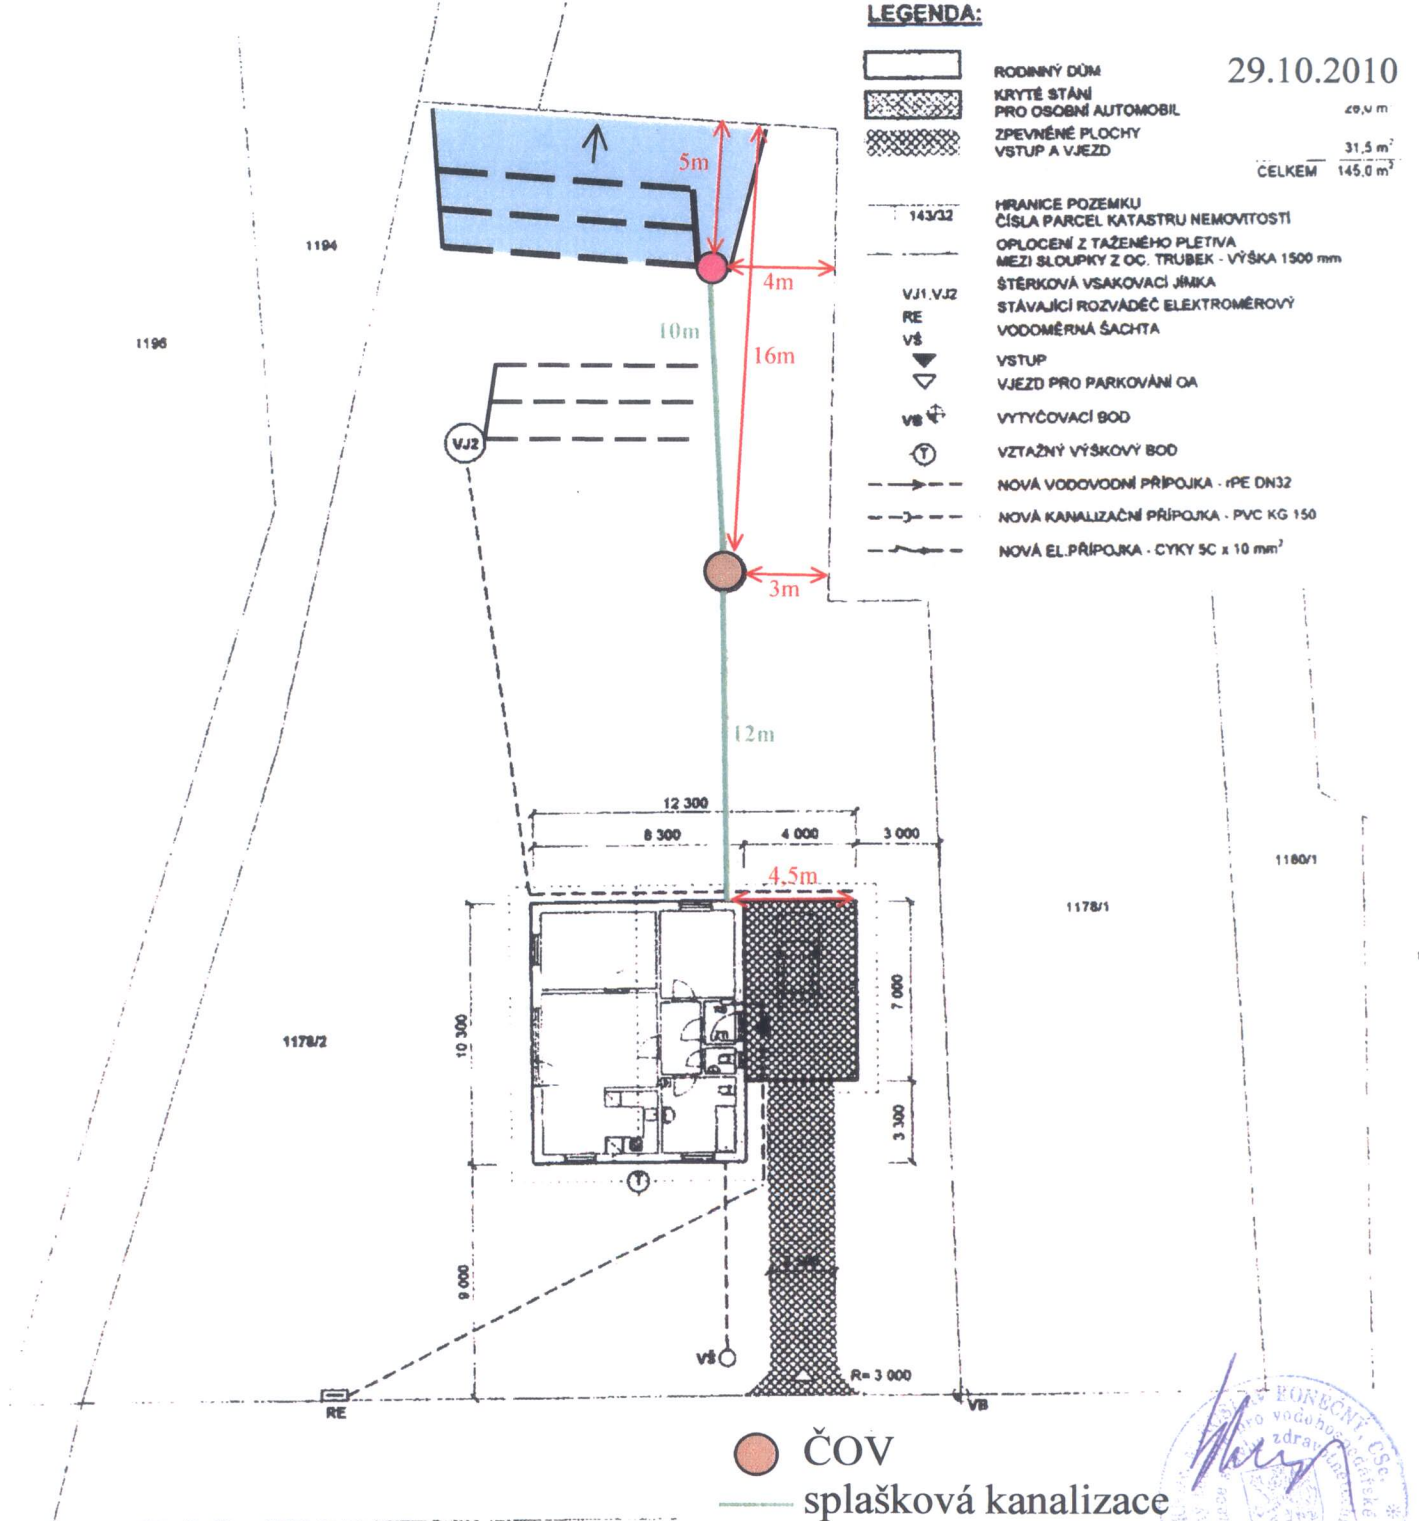 LEGENDA:
29.10.2010
RODINNÝ DŮM
KRYTÉ STÁNÍ
PRO OSOBNÍ AUTOMOBIL
ZPEVNĚNÉ PLOCHY
VSTUP A VJEZD
31,5 m²
CELKEM 145,0 m²
HRANICE POZEMKU
143/32 ČÍSLA PARCEL KATASTRU NEMOVITOSTÍ
OPLOCENÍ Z TAŽENÉHO PLETIVA
MEZI SLOUPKY Z OC. TRUBEK - VÝŠKA 1500 mm
VJ1,VJ2 ŠTĚRKOVÁ VSAKOVACÍ JÍMKA
RE STÁVAJÍCÍ ROZVADĚČ ELEKTROMĚROVÝ
VŠ VODOMĚRNÁ ŠACHTA
VSTUP
VJEZD PRO PARKOVÁNÍ OA
VB VYTYČOVACÍ BOD
T VZTAŽNÝ VÝŠKOVÝ BOD
NOVÁ VODOVODNÍ PŘÍPOJKA - rPE DN32
NOVÁ KANALIZAČNÍ PŘÍPOJKA - PVC KG 150
NOVÁ EL.PŘÍPOJKA - CYKY 5C x 10 mm²
5m
1194
4m
10m
1196
16m
VJ2
3m
12m
12 300
8 300
4 000
3 000
1180/1
4,5m
1178/1
7 000
10 300
1178/2
3 300
T
9 000
VŠ
R= 3 000
RE
VB
ČOV
splašková kanalizace